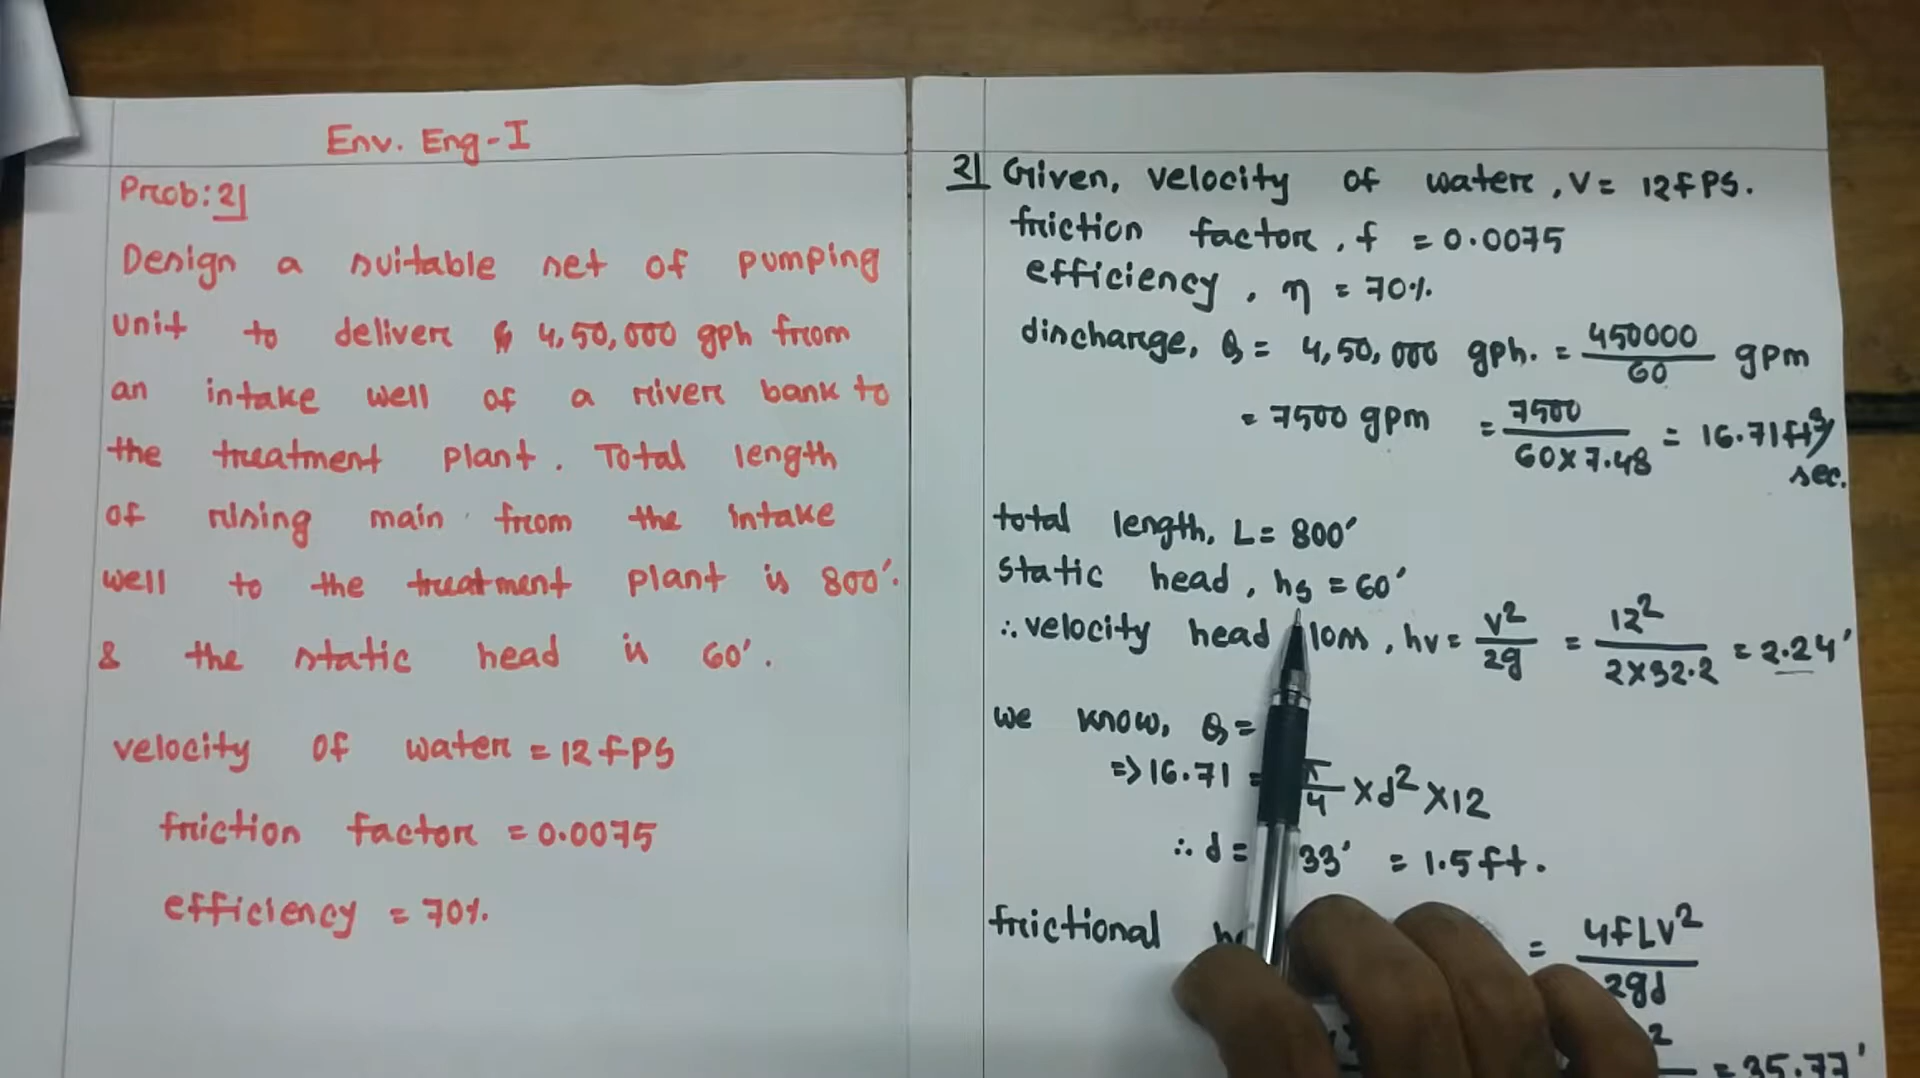 Env. Eng-I
Prob: 21
Design a suitable set of pumping
unit to deliver 4,50,000 gph from
an intake well of a river bank to
the treatment plant. Total length
of rising main from the intake
well to the treatment plant is 800'.
& the static head is 60'.
velocity of water = 12 fPS
friction factor = 0.0075
efficiency = 70%.
21 Given, velocity of water, V = 12 fPS.
friction factor, f = 0.0075
efficiency, η = 70%.
discharge, Q = 4,50,000 gph. = 450000/60 gpm
= 7500 gpm = 7500/60×7.48 = 16.71 ft3/sec.
total length, L = 800'
static head, hs = 60'
∴ velocity head loss, hv = v²/2g = 12²/2×32.2 = 2.24'
we know, Q =
=> 16.71 = π/4 × d² × 12
∴ d = 33' = 1.5 ft.
frictional = 4fLV²/2gd
= 35.77'